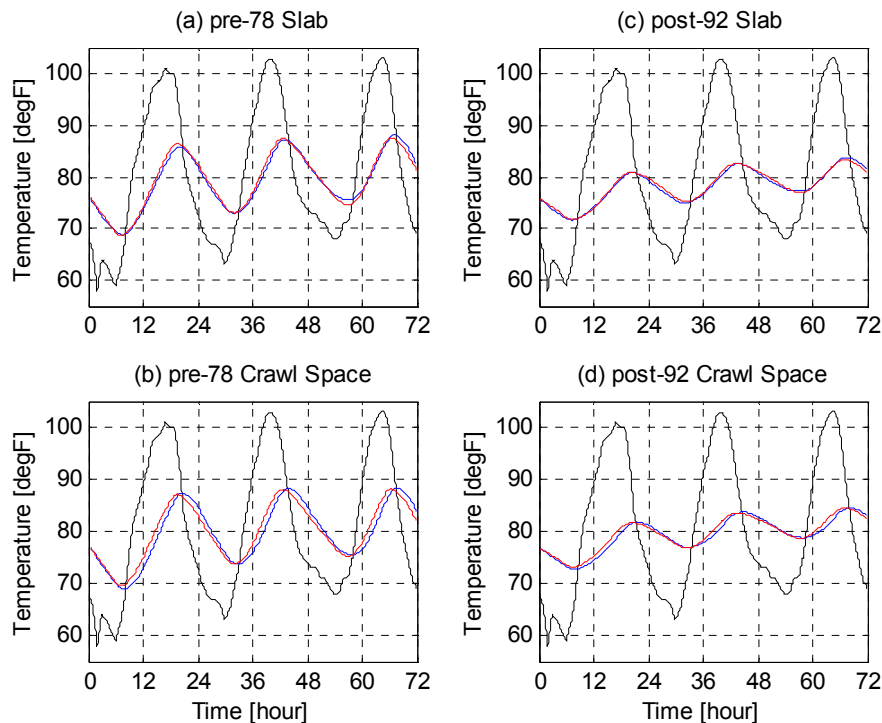 (a) pre-78 Slab
Temperature [degF]
100
90
80
70
60
0 12 24 36 48 60 72
(c) post-92 Slab
Temperature [degF]
100
90
80
70
60
0 12 24 36 48 60 72
(b) pre-78 Crawl Space
Temperature [degF]
100
90
80
70
60
0 12 24 36 48 60 72
Time [hour]
(d) post-92 Crawl Space
Temperature [degF]
100
90
80
70
60
0 12 24 36 48 60 72
Time [hour]